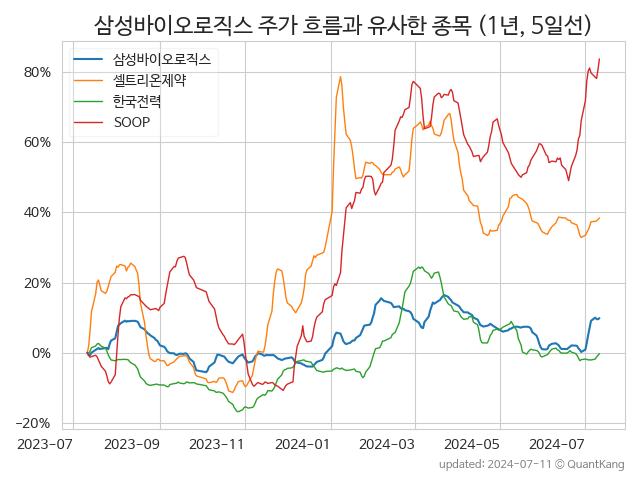 삼성바이오로직스 주가 흐름과 유사한 종목 (1년, 5일선)
삼성바이오로직스
셀트리온제약
한국전력
SOOP
80%
60%
40%
20%
0%
−20%
2023-07
2023-09
2023-11
2024-01
2024-03
2024-05
2024-07
updated: 2024-07-11 © QuantKang